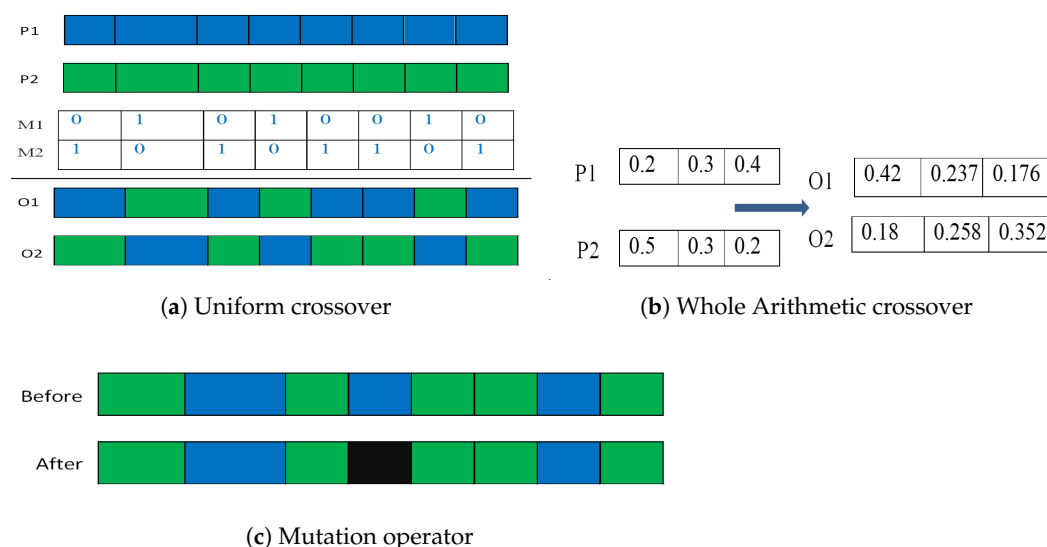 P1
P2
M1 0 1 0 1 0 0 1 0
M2 1 0 1 0 1 1 0 1
O1
O2
(a) Uniform crossover
P1 0.2 0.3 0.4
P2 0.5 0.3 0.2
O1 0.42 0.237 0.176
O2 0.18 0.258 0.352
(b) Whole Arithmetic crossover
Before
After
(c) Mutation operator